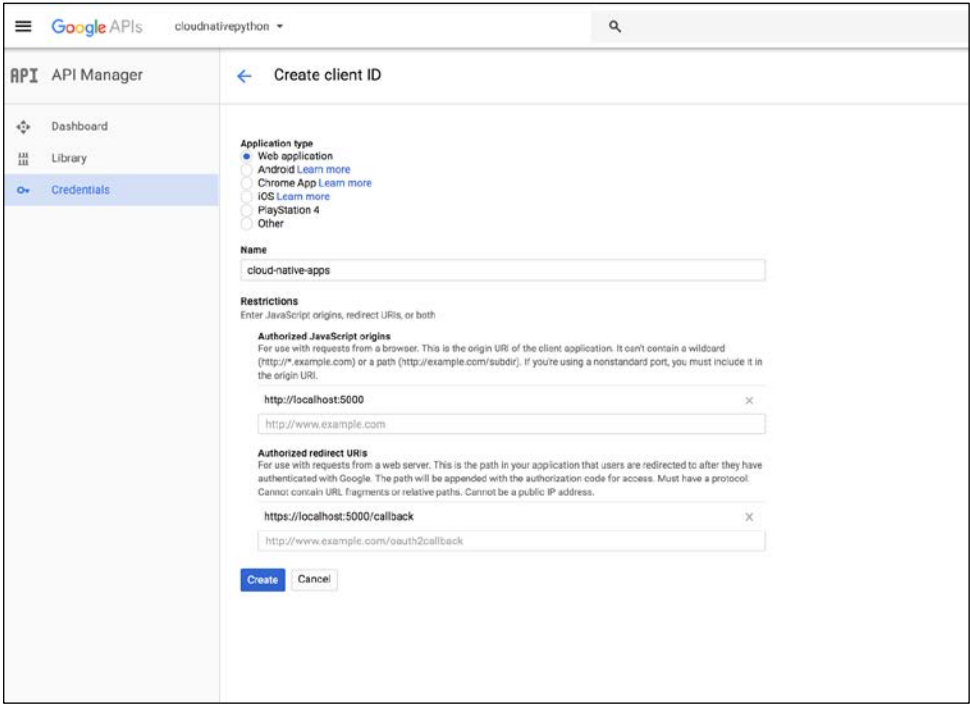 Google APIs cloudnativepython
API API Manager
Create client ID
Dashboard
Library
Credentials
Application type
Web application
Android Learn more
Chrome App Learn more
iOS Learn more
PlayStation 4
Other
Name
cloud-native-apps
Restrictions
Enter JavaScript origins, redirect URIs, or both
Authorized JavaScript origins
For use with requests from a browser. This is the origin URI of the client application. It can't contain a wildcard
(http://*.example.com) or a path (http://example.com/subdir). If you're using a nonstandard port, you must include it in
the origin URI.
http://localhost:5000
http://www.example.com
Authorized redirect URIs
For use with requests from a web server. This is the path in your application that users are redirected to after they have
authenticated with Google. The path will be appended with the authorization code for access. Must have a protocol.
Cannot contain URL fragments or relative paths. Cannot be a public IP address.
https://localhost:5000/callback
http://www.example.com/oauth2callback
Create Cancel